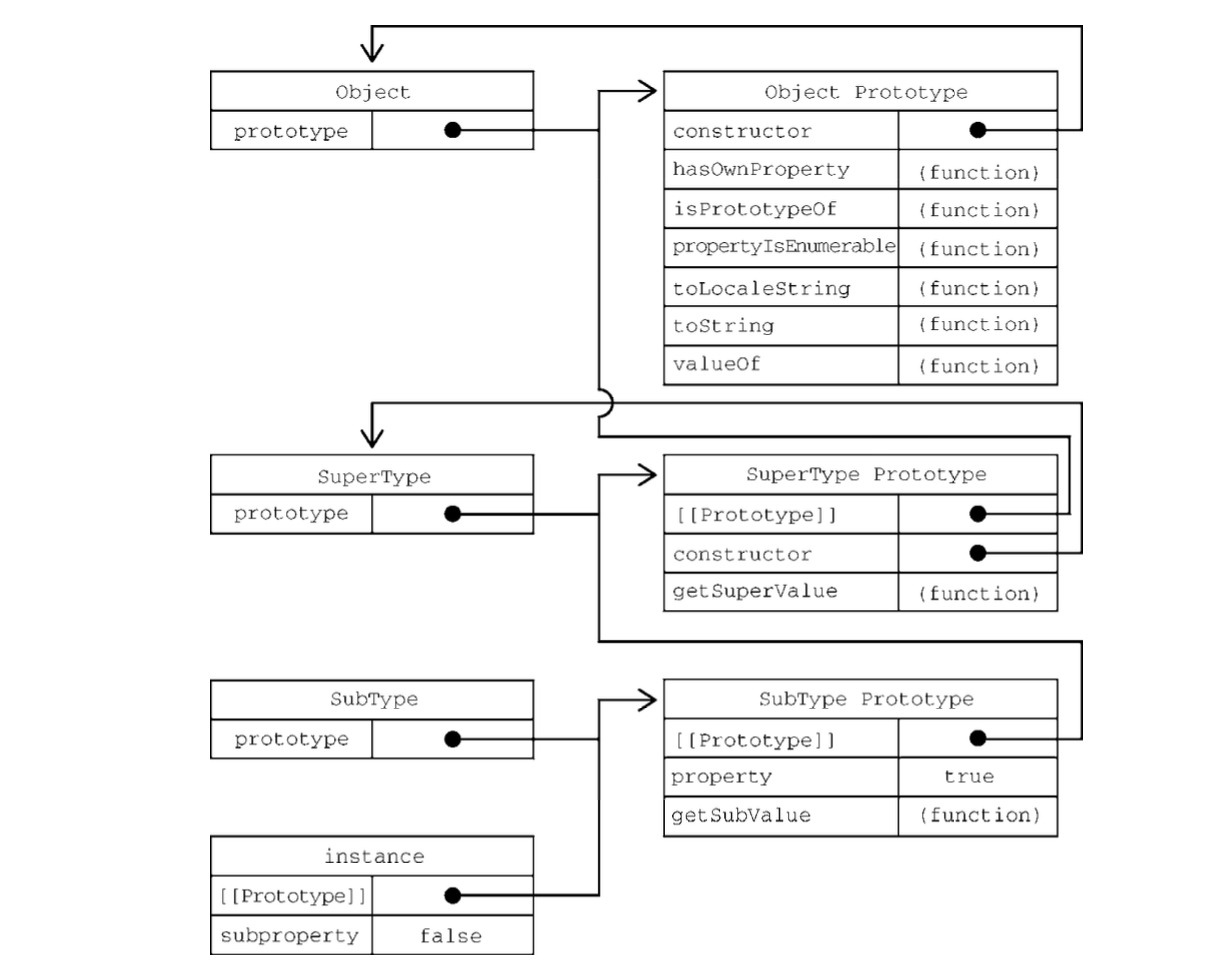 Object
prototype
Object Prototype
constructor
hasOwnProperty (function)
isPrototypeOf (function)
propertyIsEnumerable (function)
toLocaleString (function)
toString (function)
valueOf (function)
SuperType
prototype
SuperType Prototype
[[Prototype]]
constructor
getSuperValue (function)
SubType
prototype
SubType Prototype
[[Prototype]]
property true
getSubValue (function)
instance
[[Prototype]]
subproperty false